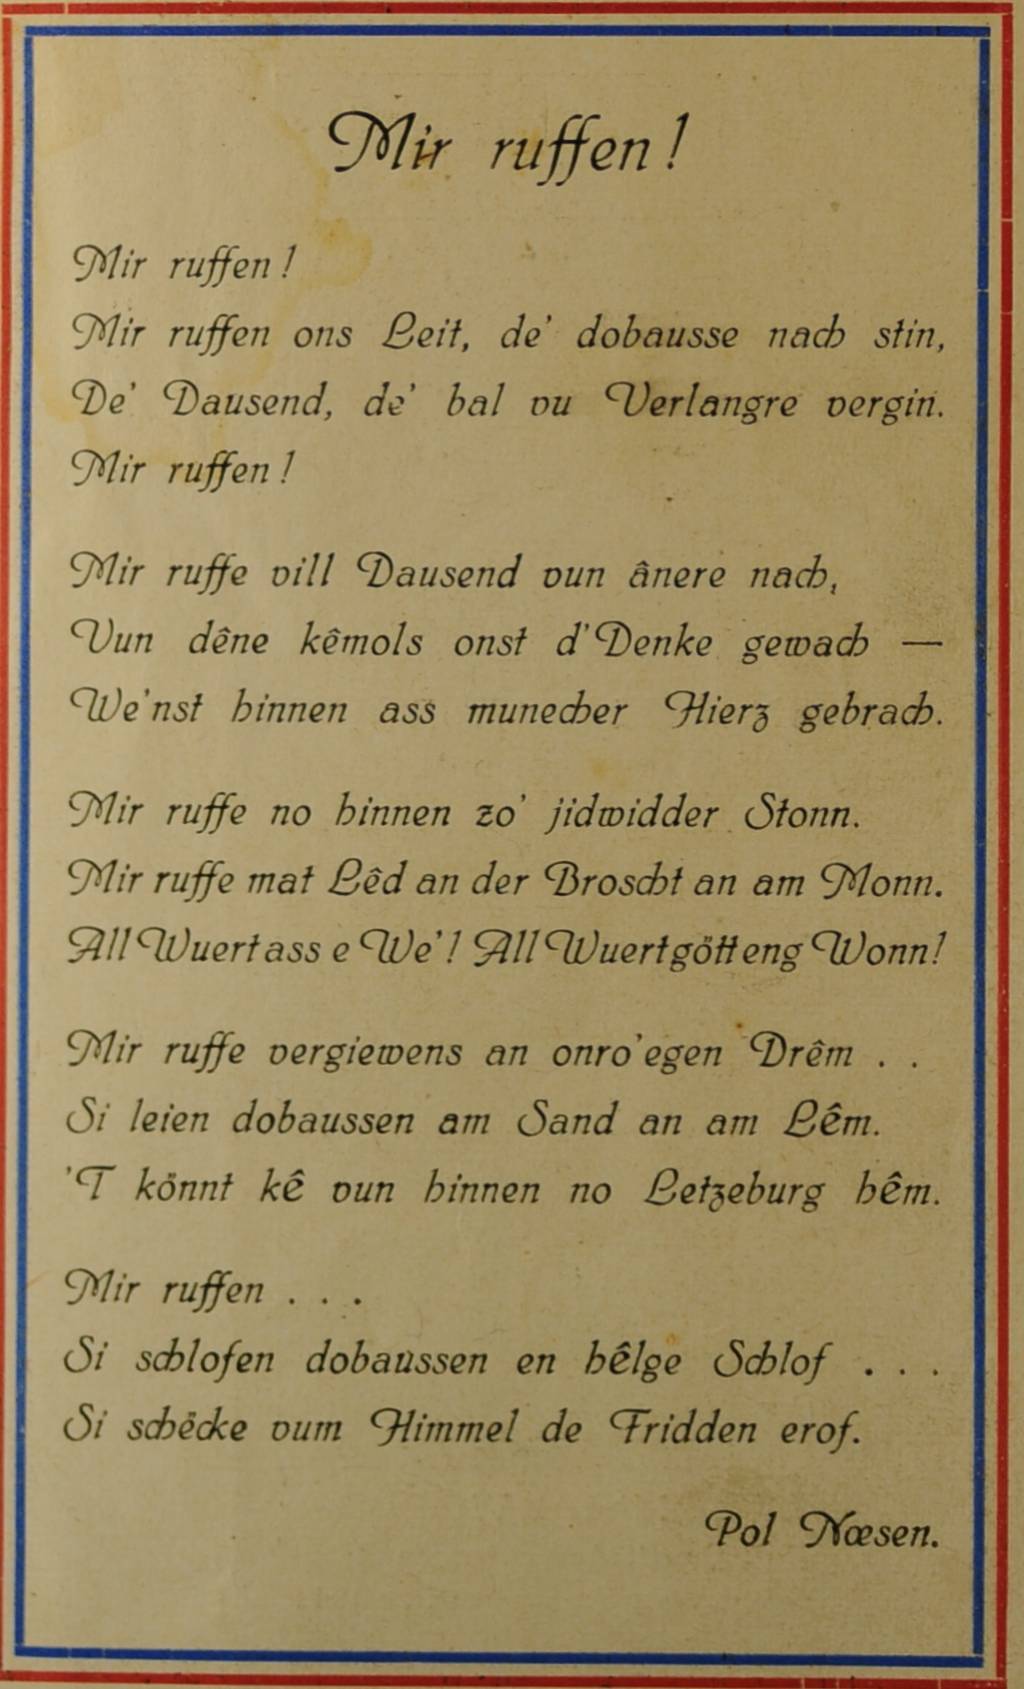 Mir ruffen!
Mir ruffen!
Mir ruffen ons Leit, de' dobausse nach stin,
De' Dausend, de' bal vu Verlangre vergin.
Mir ruffen!
Mir ruffe vill Dausend vun ânere nach,
Vun dêne kêmols onst d'Denke gewach —
We'nst hinnen ass munecher Hierz gebrach.
Mir ruffe no hinnen zo' jidwidder Stonn.
Mir ruffe mat Lêd an der Broscht an am Monn.
All Wuert ass e We'! All Wuert gött eng Wonn!
Mir ruffe vergiewens an onro'egen Drêm . .
Si leien dobaussen am Sand an am Lêm.
'T könnt kê vun hinnen no Letzeburg hêm.
Mir ruffen . . .
Si schlofen dobaussen en hêlge Schlof . . .
Si schécke vum Himmel de Fridden erof.
Pol Nœsen.